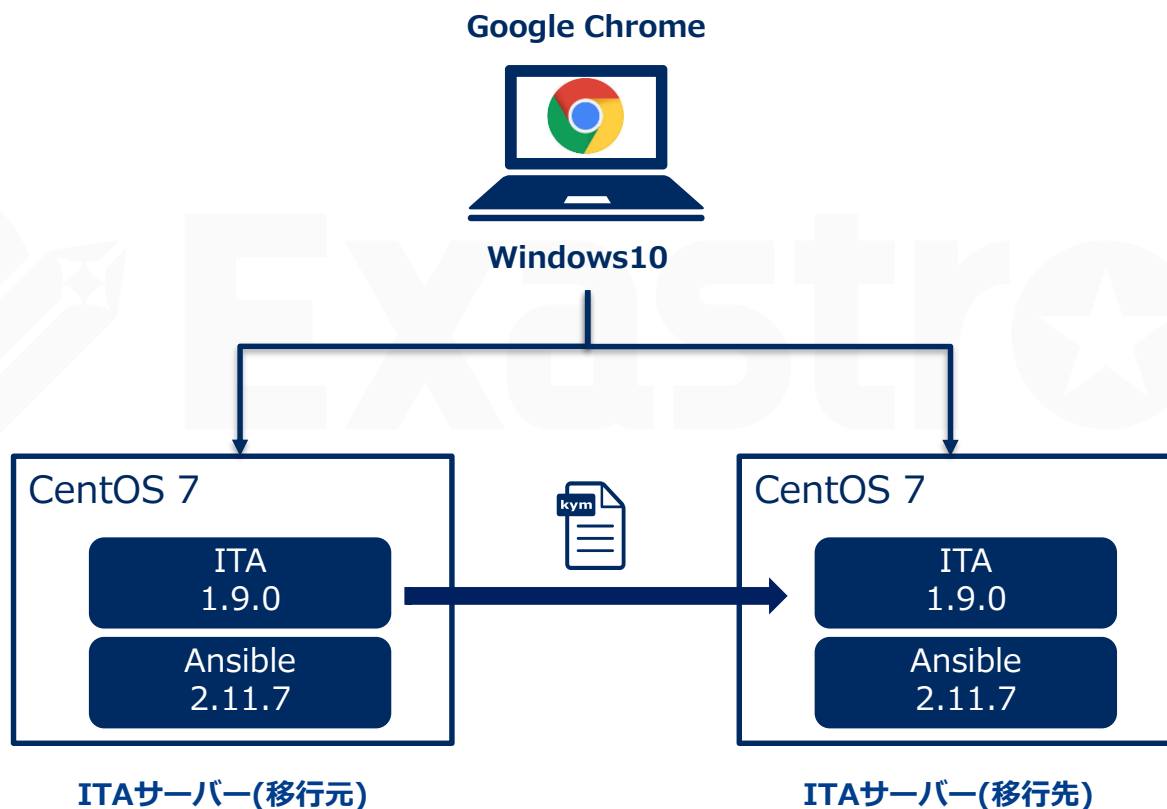 Google Chrome
Windows10
Exastro
CentOS 7
ITA
1.9.0
Ansible
2.11.7
kym
CentOS 7
ITA
1.9.0
Ansible
2.11.7
ITAサーバー(移行元)
ITAサーバー(移行先)